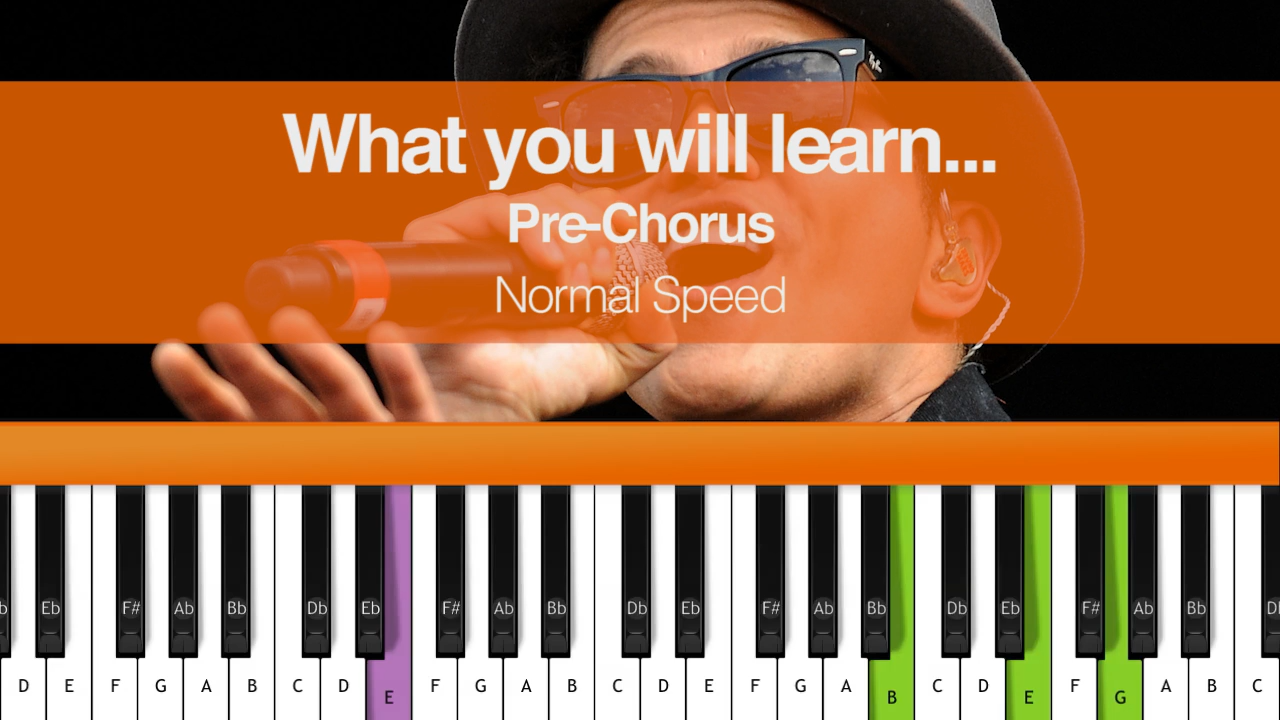 What you will learn...
Pre-Chorus
Normal Speed
b Eb F# Ab Bb Db Eb F# Ab Bb Db Eb F# Ab Bb Db Eb F# Ab Bb D
D E F G A B C D E F G A B C D E F G A B C D E F G A B C